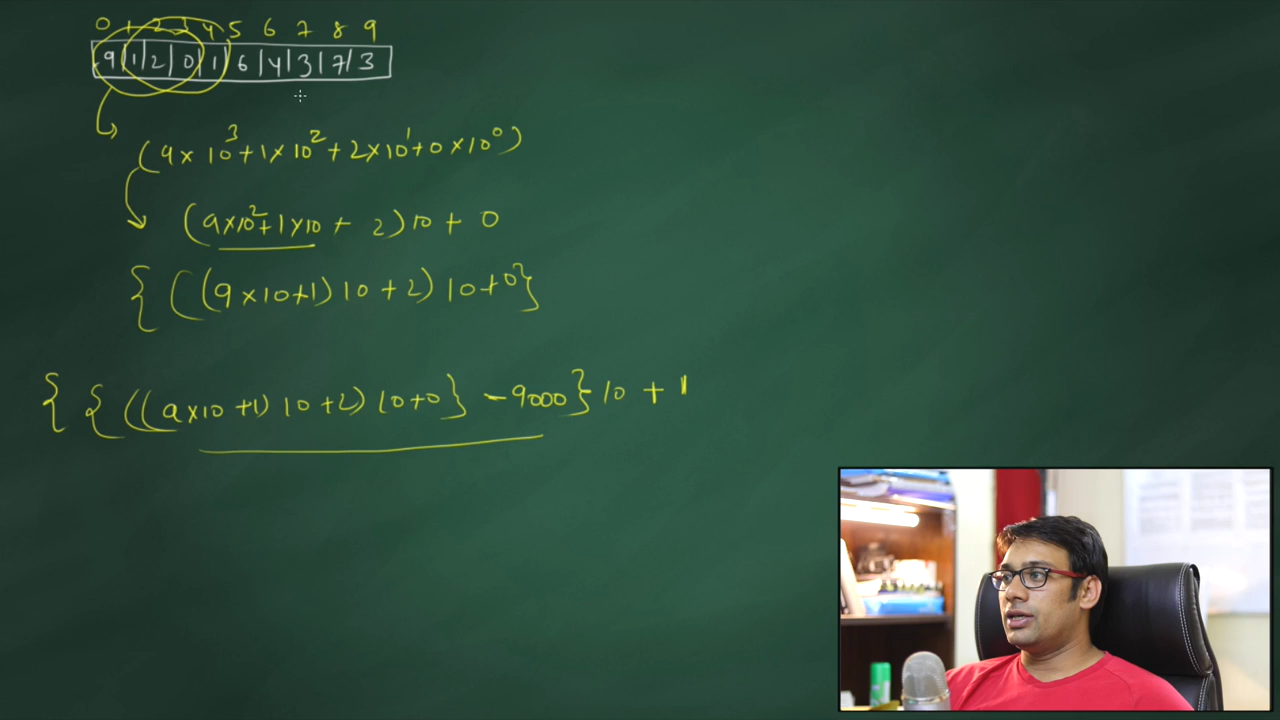 0 1 2 3 4 5 6 7 8 9
9 | 1 | 2 | 0 | 1 | 6 | 4 | 3 | 7 | 3
(9 × 10³ + 1 × 10² + 2 × 10¹ + 0 × 10⁰)
(9×10² + 1×10 + 2) 10 + 0
{ ((9×10+1) 10 + 2) 10+0 }
{ { ((9×10+1) 10+2) 10+0 } - 9000 } 10 + 1